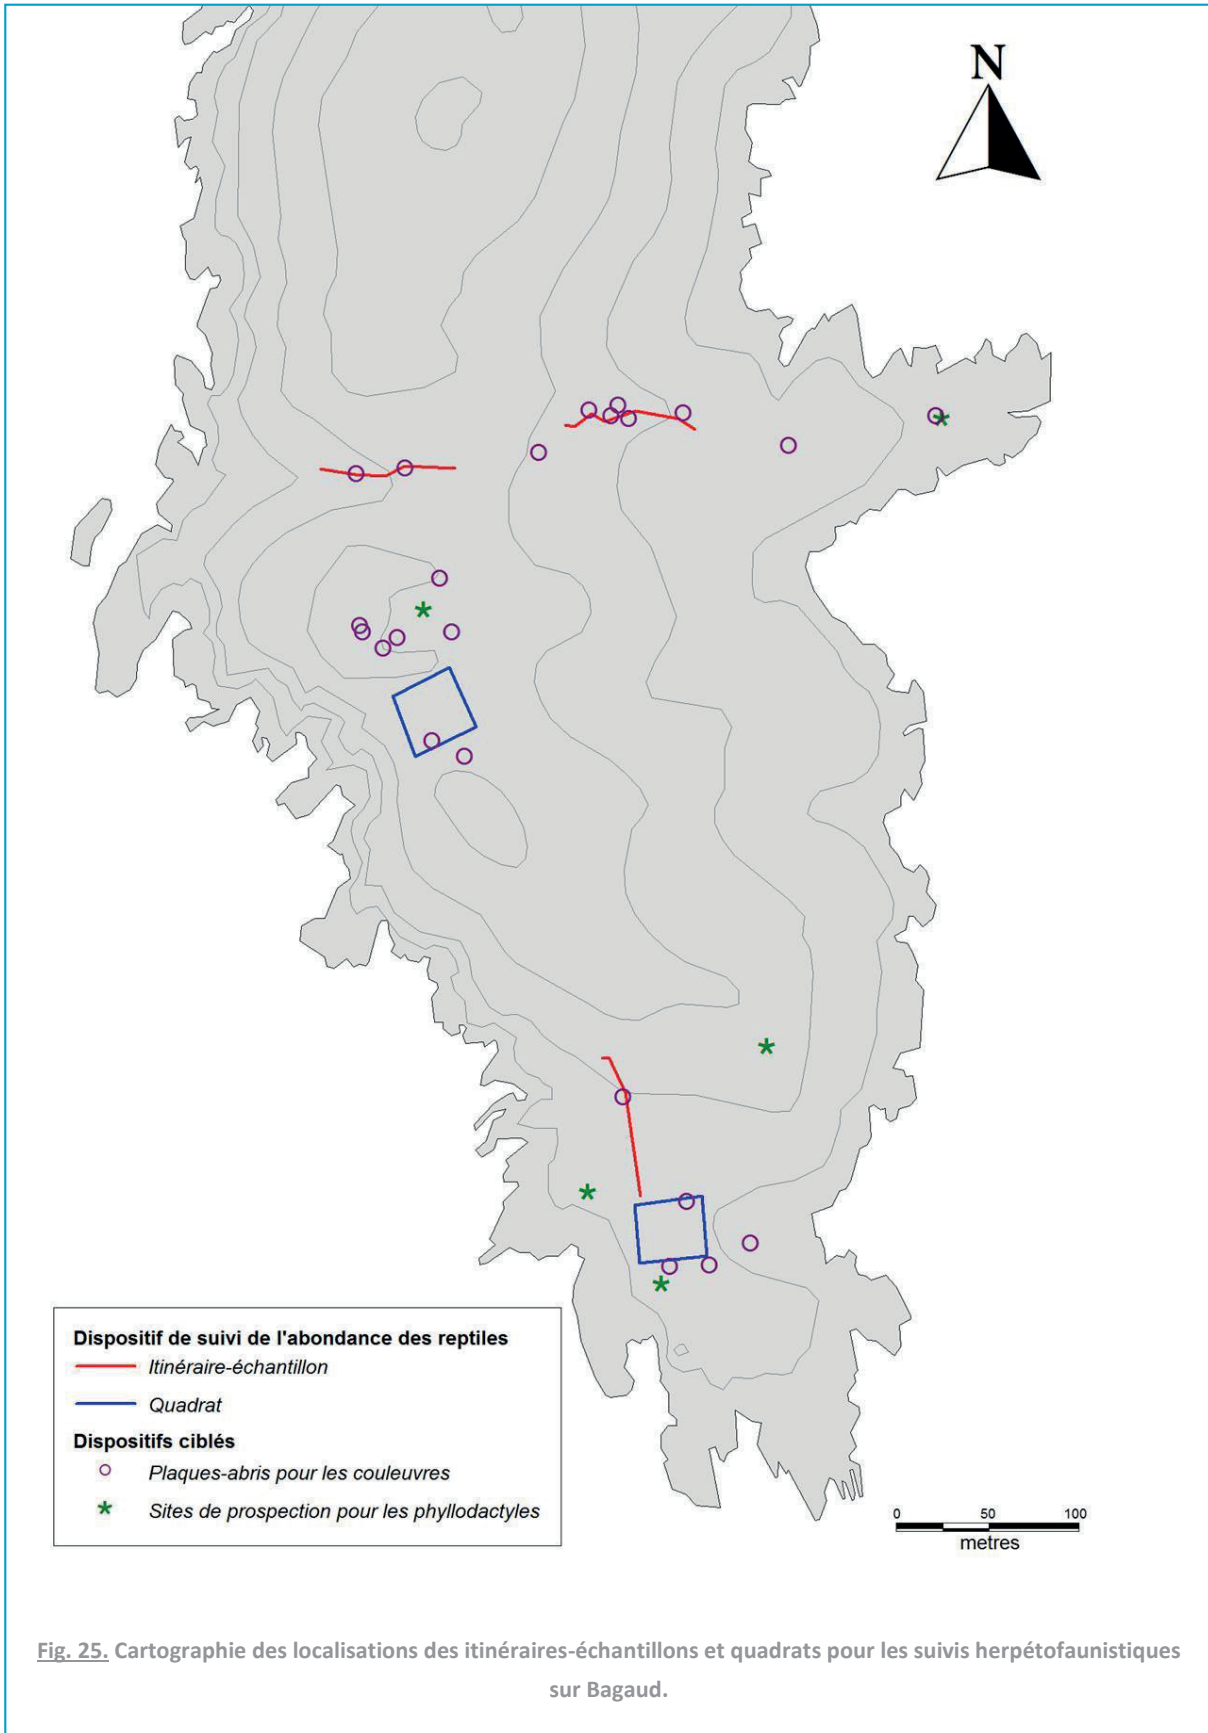 N
Dispositif de suivi de l'abondance des reptiles
Itinéraire-échantillon
Quadrat
Dispositifs ciblés
Plaques-abris pour les couleuvres
Sites de prospection pour les phyllodactyles
0 50 100
metres
Fig. 25. Cartographie des localisations des itinéraires-échantillons et quadrats pour les suivis herpétofaunistiques
sur Bagaud.